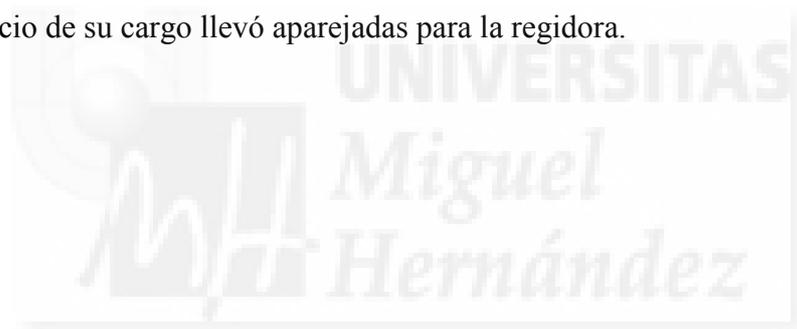 cio de su cargo llevó aparejadas para la regidora.
UNIVERSITAS
Miguel
Hernández